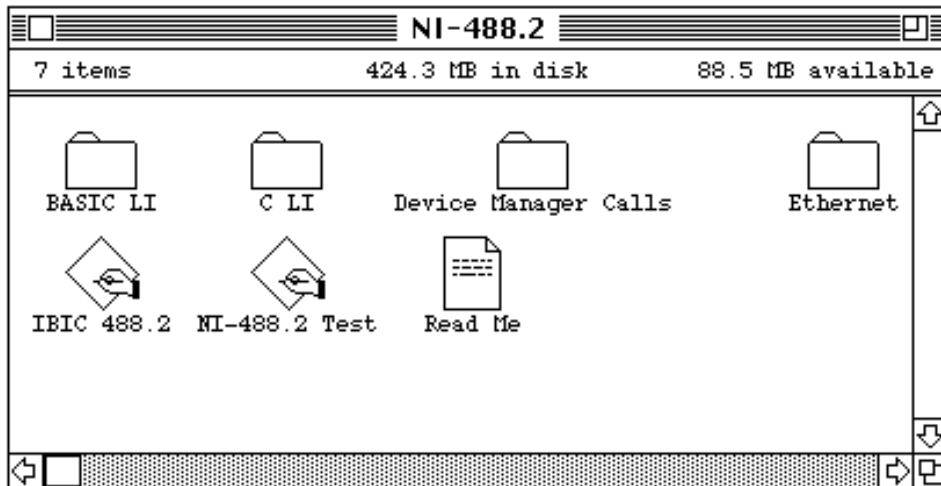 NI-488.2
7 items 424.3 MB in disk 88.5 MB available
BASIC LI C LI Device Manager Calls Ethernet
IBIC 488.2 NI-488.2 Test Read Me